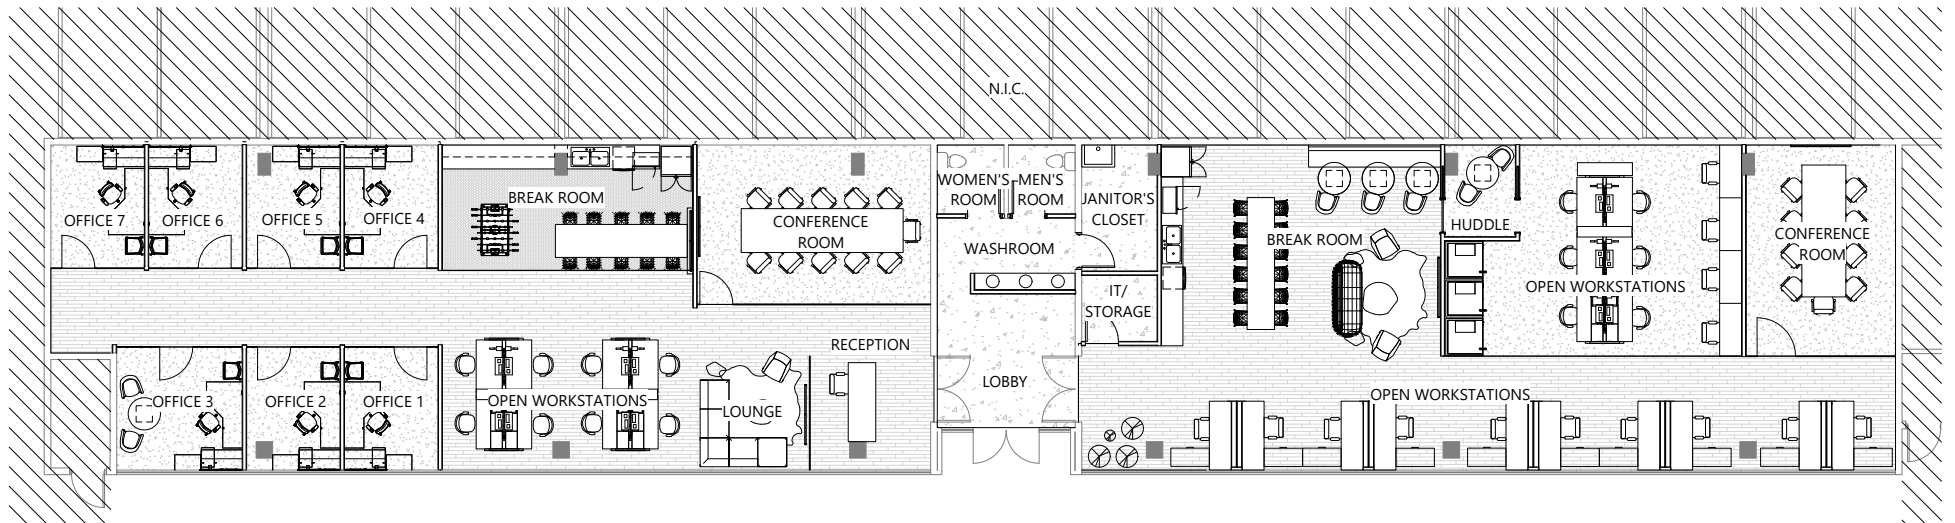 N.I.C.
OFFICE 7
OFFICE 6
OFFICE 5
OFFICE 4
BREAK ROOM
CONFERENCE
ROOM
WOMEN'S
ROOM
MEN'S
ROOM
JANITOR'S
CLOSET
WASHROOM
IT/
STORAGE
BREAK ROOM
HUDDLE
OPEN WORKSTATIONS
CONFERENCE
ROOM
RECEPTION
LOBBY
OFFICE 3
OFFICE 2
OFFICE 1
OPEN WORKSTATIONS
LOUNGE
OPEN WORKSTATIONS